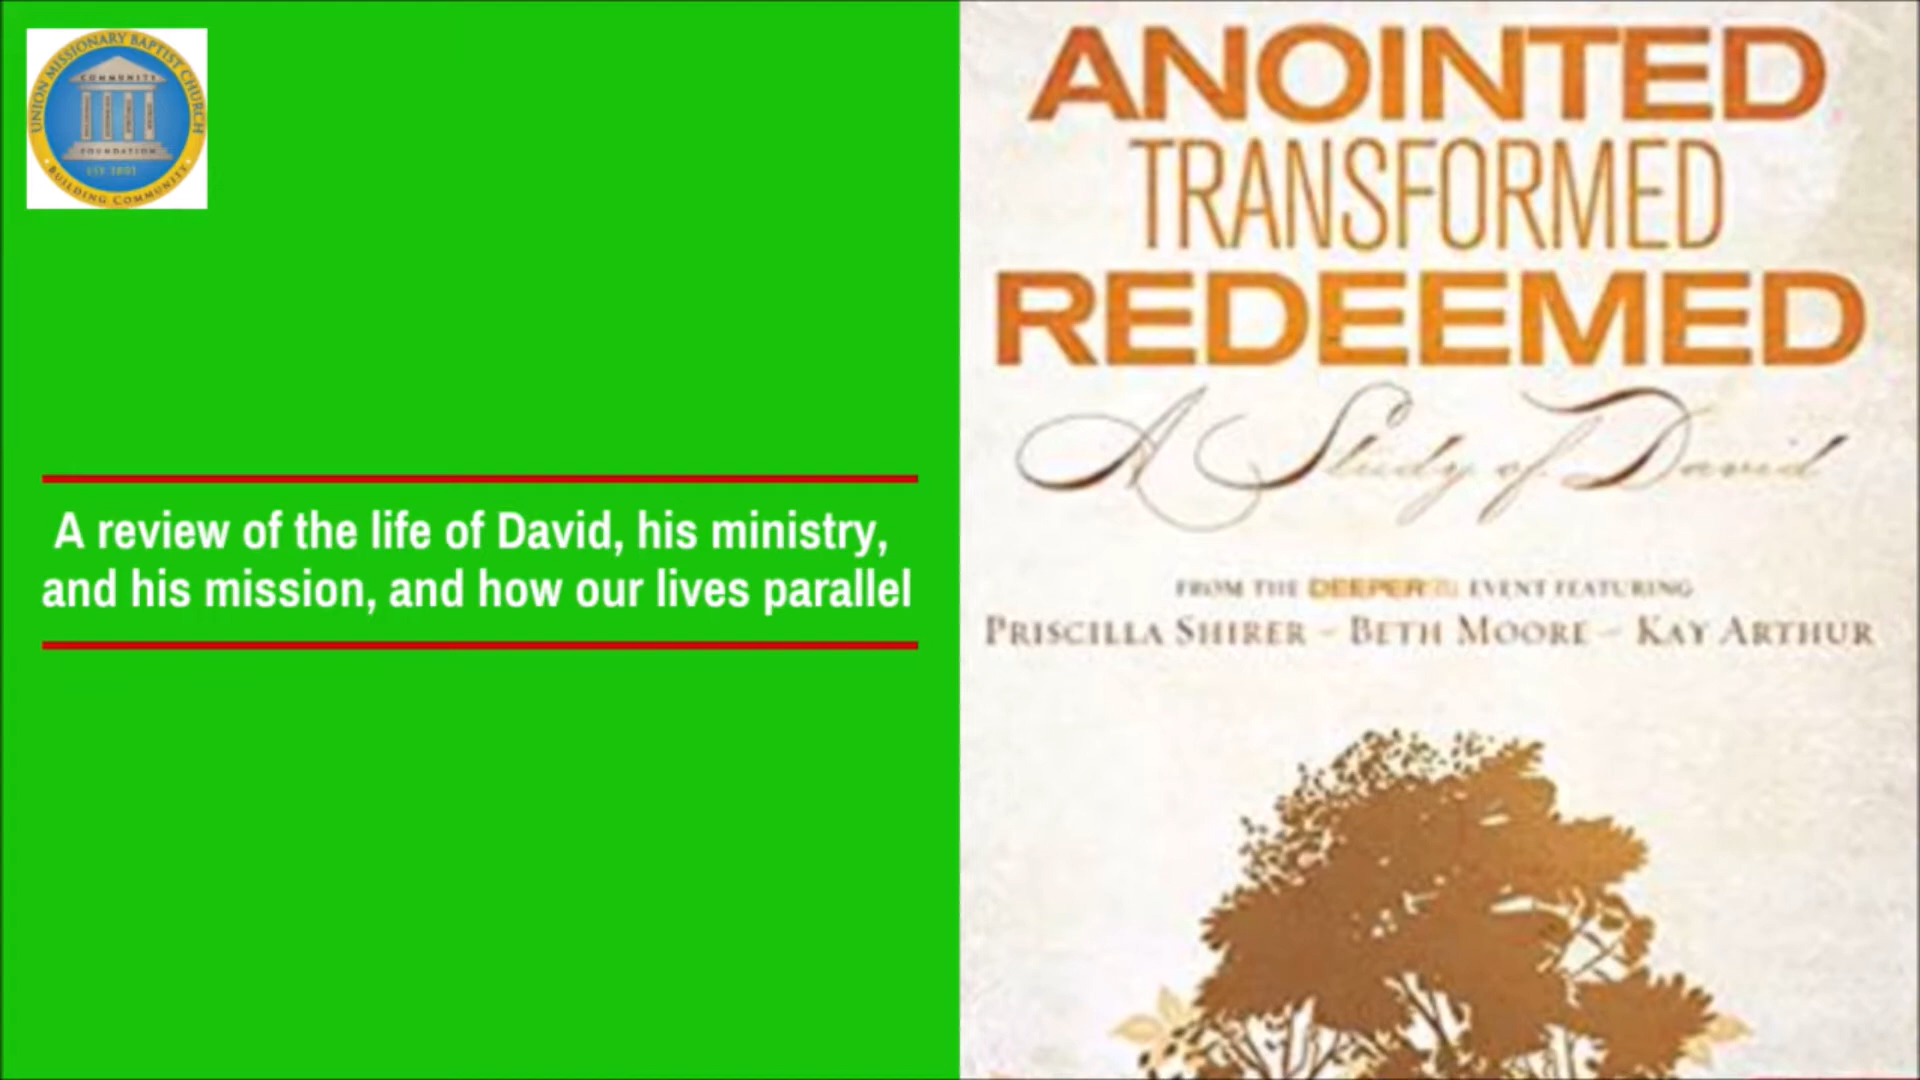 UNION MISSIONARY BAPTIST CHURCH
COMMUNITY
FOUNDATION
EST. 1891
BUILDING COMMUNITY
A review of the life of David, his ministry,
and his mission, and how our lives parallel
ANOINTED
TRANSFORMED
REDEEMED
A Study of David
FROM THE DEEPER EVENT FEATURING
PRISCILLA SHIRER - BETH MOORE - KAY ARTHUR